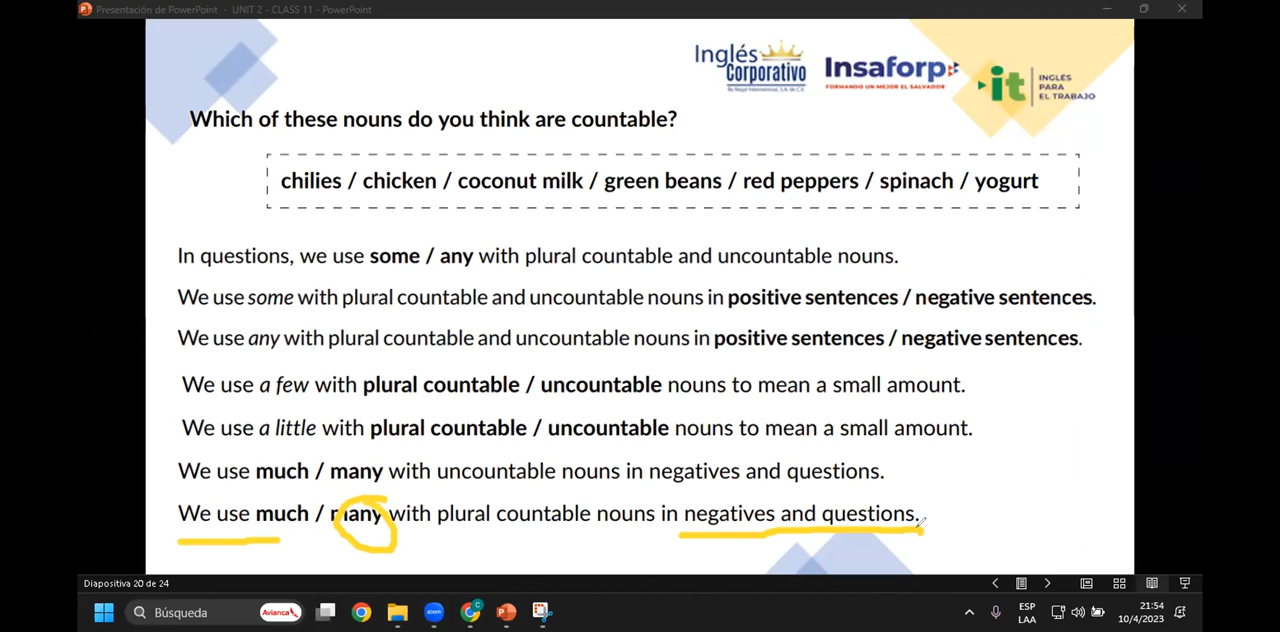 Presentación de PowerPoint - UNIT 2 - CLASS 11 - PowerPoint
Inglés Corporativo
Insaforp
FORMANDO UN MEJOR EL SALVADOR
it INGLÉS PARA EL TRABAJO
Which of these nouns do you think are countable?
chilies / chicken / coconut milk / green beans / red peppers / spinach / yogurt
In questions, we use some / any with plural countable and uncountable nouns.
We use some with plural countable and uncountable nouns in positive sentences / negative sentences.
We use any with plural countable and uncountable nouns in positive sentences / negative sentences.
We use a few with plural countable / uncountable nouns to mean a small amount.
We use a little with plural countable / uncountable nouns to mean a small amount.
We use much / many with uncountable nouns in negatives and questions.
We use much / many with plural countable nouns in negatives and questions.
Diapositiva 20 de 24
Búsqueda
Avianca
zoom
ESP
LAA
21:54
10/4/2023